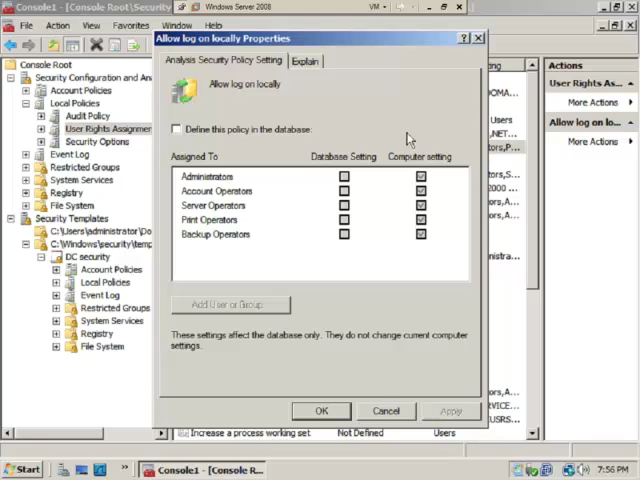 Console1 - [Console Root\Security
Windows Server 2008
VM
File
Action
View
Favorites
Window
Help
Console Root
Security Configuration and An
Account Policies
Local Policies
Audit Policy
User Rights Assignmen
Security Options
Event Log
Restricted Groups
System Services
Registry
File System
Security Templates
C:\Users\administrator\Do
C:\Windows\security\temp
DC security
Account Policies
Local Policies
Event Log
Restricted Groups
System Services
Registry
File System
Allow log on locally Properties
Analysis Security Policy Setting
Explain
Allow log on locally
Define this policy in the database:
Assigned To
Database Setting
Computer setting
Administrators
Account Operators
Server Operators
Print Operators
Backup Operators
Add User or Group...
These settings affect the database only. They do not change current computer
settings.
OK
Cancel
Apply
Increase a process working set
Not Defined
Users
Actions
User Rights As...
More Actions
Allow log on lo...
More Actions
Start
Console1 - [Console R...
7:56 PM